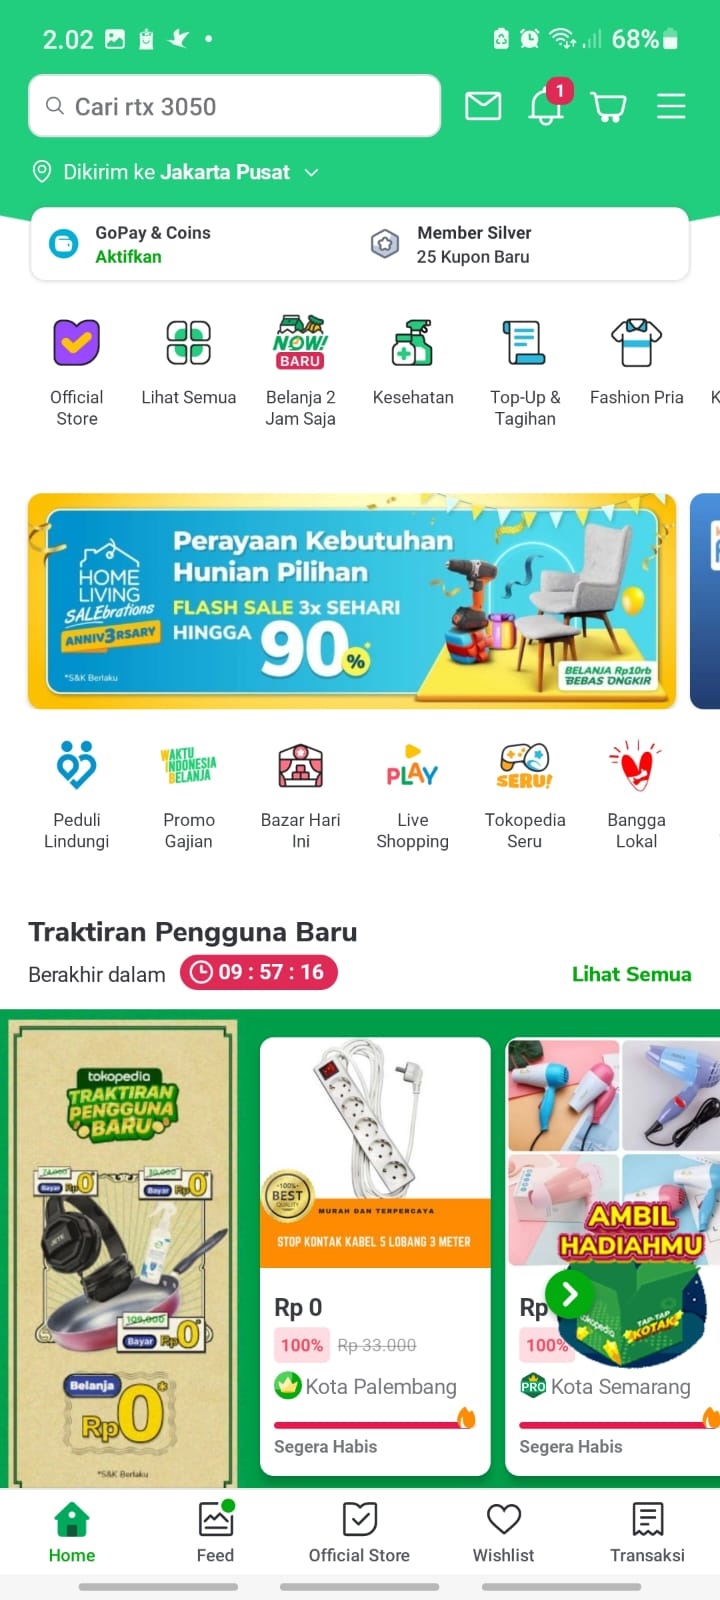 2.02
68%
Cari rtx 3050
1
Dikirim ke Jakarta Pusat
GoPay & Coins
Aktifkan
Member Silver
25 Kupon Baru
NOW!
BARU
Official
Store
Lihat Semua
Belanja 2
Jam Saja
Kesehatan
Top-Up &
Tagihan
Fashion Pria
K
HOME
LIVING
SALEbrations
ANNIV3RSARY
*S&K Berlaku
Perayaan Kebutuhan
Hunian Pilihan
FLASH SALE 3x SEHARI
HINGGA 90%*
BELANJA Rp10rb
BEBAS ONGKIR
WAKTU
INDONESIA
BELANJA
PLAY
SERU!
Peduli
Lindungi
Promo
Gajian
Bazar Hari
Ini
Live
Shopping
Tokopedia
Seru
Bangga
Lokal
Traktiran Pengguna Baru
Berakhir dalam 09 : 57 : 16
Lihat Semua
tokopedia
TRAKTIRAN
PENGGUNA
BARU
Bayar Rp0*
Bayar Rp0*
JETE
109,000
Bayar Rp0*
Belanja
Rp0*
*S&K Berlaku
100%
BEST
QUALITY
MURAH DAN TERPERCAYA
STOP KONTAK KABEL 5 LOBANG 3 METER
Rp 0
100% Rp 33.000
Kota Palembang
Segera Habis
AMBIL
HADIAHMU
tokopedia
TAP-TAP
KOTAK
Rp
100%
PRO Kota Semarang
Segera Habis
Home
Feed
Official Store
Wishlist
Transaksi